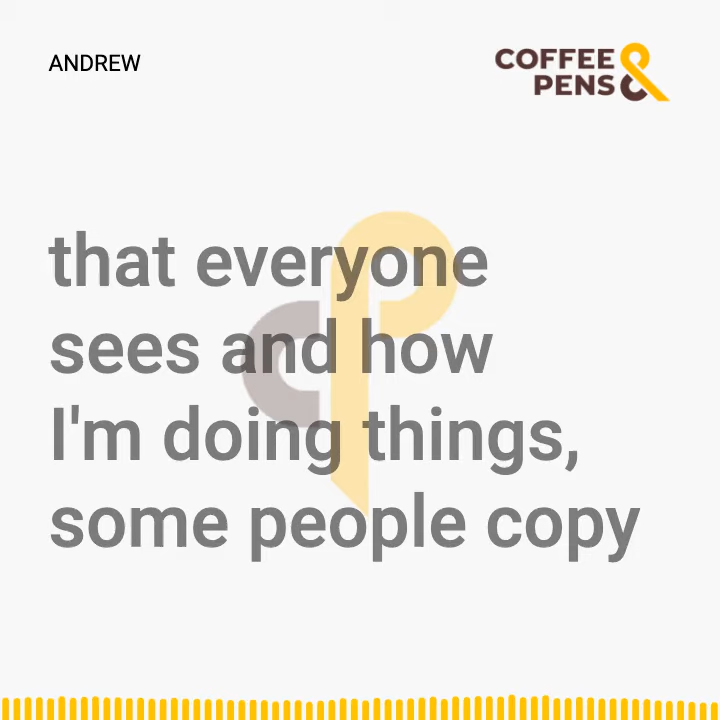 ANDREW
COFFEE &
PENS
that everyone
sees and how
I'm doing things,
some people copy